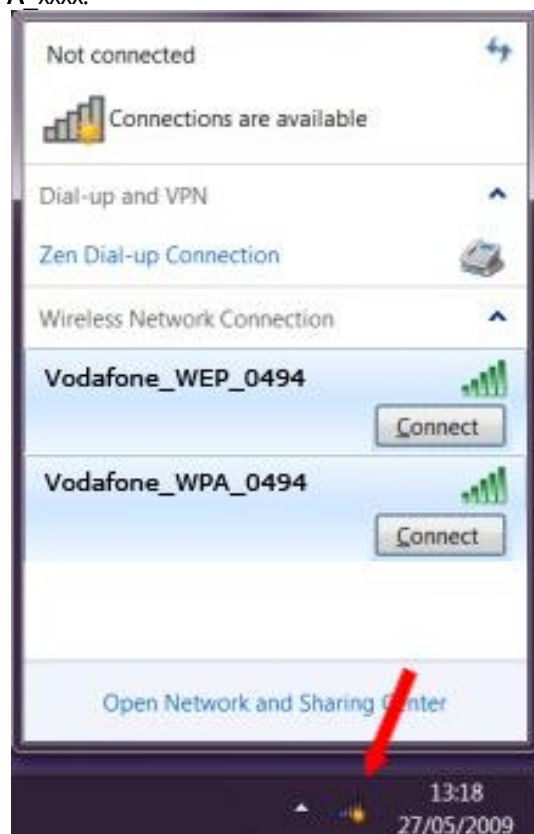 A_xxxx.
Not connected
Connections are available
Dial-up and VPN
Zen Dial-up Connection
Wireless Network Connection
Vodafone_WEP_0494
Connect
Vodafone_WPA_0494
Connect
Open Network and Sharing
13:18
27/05/2009